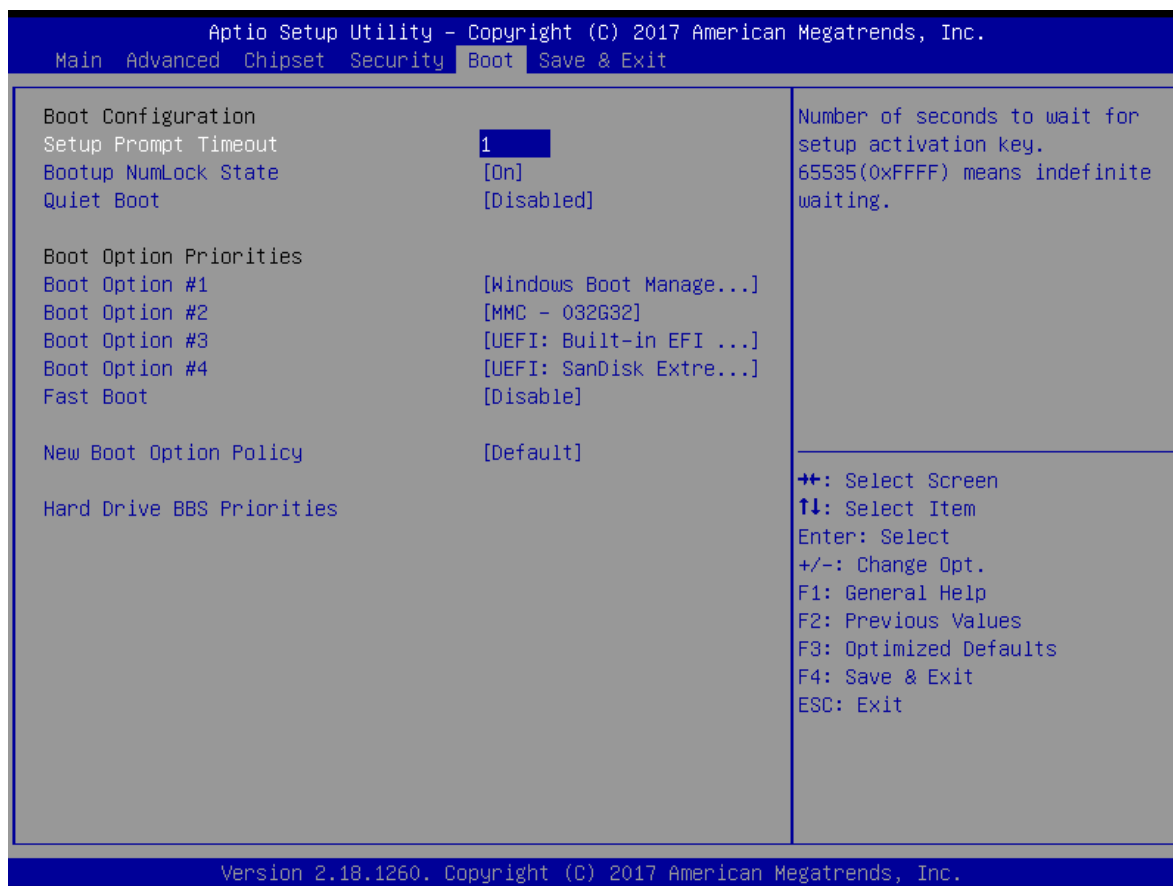 Aptio Setup Utility – Copyright (C) 2017 American Megatrends, Inc.
Main Advanced Chipset Security Boot Save & Exit
Boot Configuration
Setup Prompt Timeout 1
Bootup NumLock State [On]
Quiet Boot [Disabled]
Boot Option Priorities
Boot Option #1 [Windows Boot Manage...]
Boot Option #2 [MMC – 032G32]
Boot Option #3 [UEFI: Built–in EFI ...]
Boot Option #4 [UEFI: SanDisk Extre...]
Fast Boot [Disable]
New Boot Option Policy [Default]
Hard Drive BBS Priorities
Number of seconds to wait for
setup activation key.
65535(0xFFFF) means indefinite
waiting.
→←: Select Screen
↑↓: Select Item
Enter: Select
+/–: Change Opt.
F1: General Help
F2: Previous Values
F3: Optimized Defaults
F4: Save & Exit
ESC: Exit
Version 2.18.1260. Copyright (C) 2017 American Megatrends, Inc.